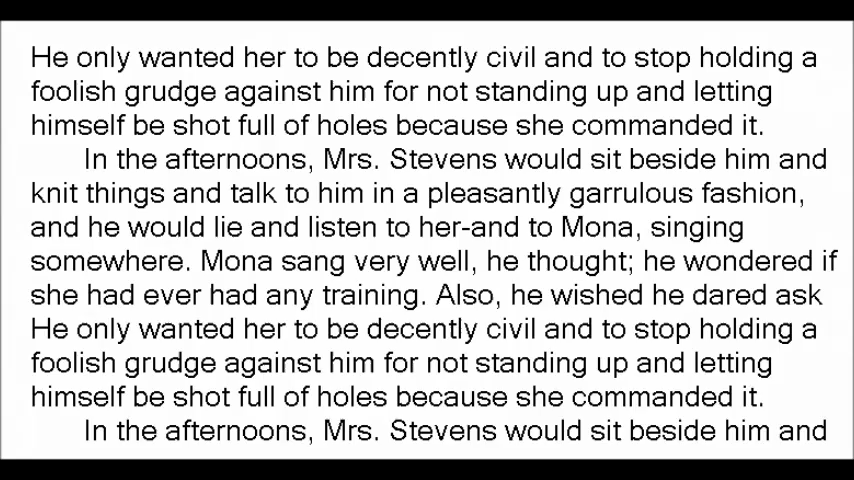 He only wanted her to be decently civil and to stop holding a
foolish grudge against him for not standing up and letting
himself be shot full of holes because she commanded it.
In the afternoons, Mrs. Stevens would sit beside him and
knit things and talk to him in a pleasantly garrulous fashion,
and he would lie and listen to her-and to Mona, singing
somewhere. Mona sang very well, he thought; he wondered if
she had ever had any training. Also, he wished he dared ask
He only wanted her to be decently civil and to stop holding a
foolish grudge against him for not standing up and letting
himself be shot full of holes because she commanded it.
In the afternoons, Mrs. Stevens would sit beside him and